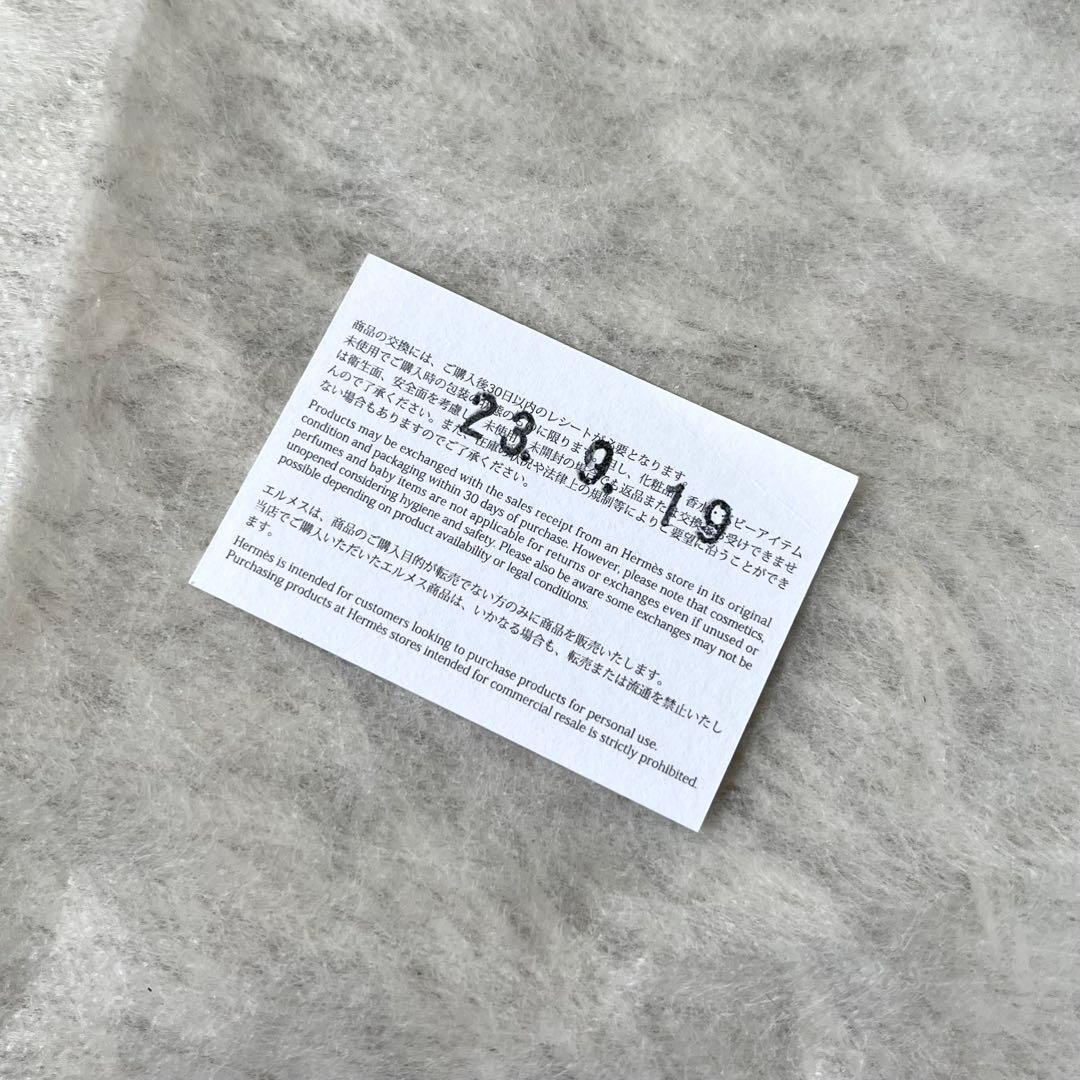 商品の交換には、ご購入後30日以内のレシートが必要となります。
未使用でご購入時の包装の状態の に限ります。 し、化粧品、香水、 ビーアイテム
は衛生面、安全面を考慮し、未使用、未開封の場合でも返品また 交換 受けできませ
んので了承ください。また、在庫状況や法律上の規制等により 要望に沿うことができ
ない場合もありますのでご了承ください。
23. 9. 19
Products may be exchanged with the sales receipt from an Hermès store in its original
condition and packaging within 30 days of purchase. However, please note that cosmetics,
perfumes and baby items are not applicable for returns or exchanges even if unused or
unopened considering hygiene and safety. Please also be aware some exchanges may not be
possible depending on product availability or legal conditions.
エルメスは、商品のご購入目的が転売でない方のみに商品を販売いたします。
当店でご購入いただいたエルメス商品は、いかなる場合も、転売または流通を禁止いたし
ます。
Hermès is intended for customers looking to purchase products for personal use.
Purchasing products at Hermès stores intended for commercial resale is strictly prohibited.